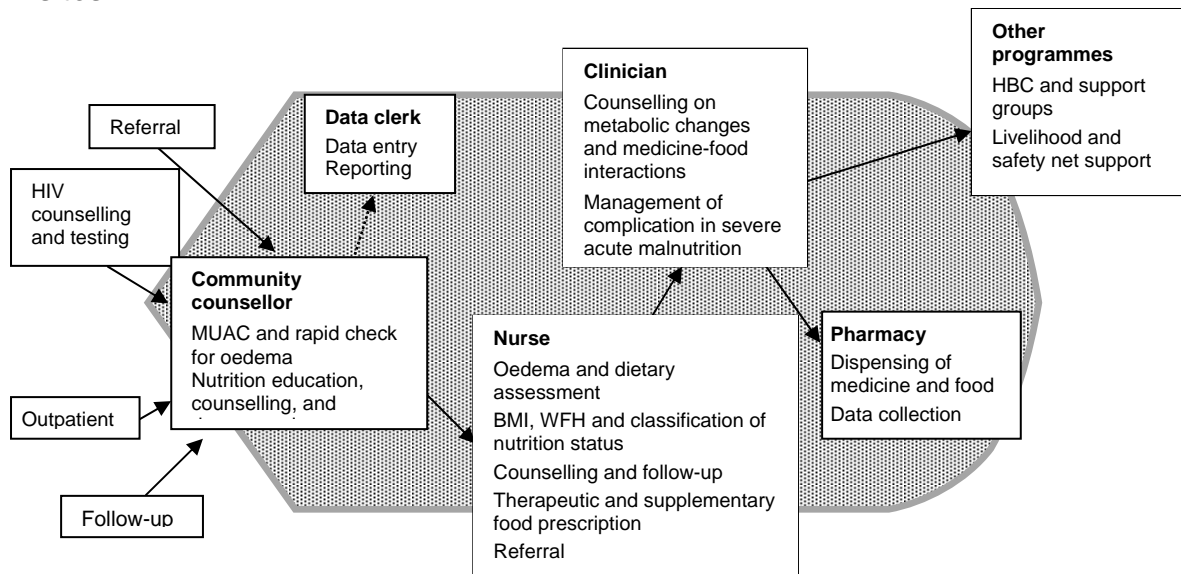 Other
programmes
HBC and support
groups
Livelihood and
safety net support
Clinician
Counselling on
metabolic changes
and medicine-food
interactions
Management of
complication in severe
acute malnutrition
Data clerk
Data entry
Reporting
Referral
HIV
counselling
and testing
Community
counsellor
MUAC and rapid check
for oedema
Nutrition education,
counselling, and
Outpatient
Follow-up
Nurse
Oedema and dietary
assessment
BMI, WFH and classification of
nutrition status
Counselling and follow-up
Therapeutic and supplementary
food prescription
Referral
Pharmacy
Dispensing of
medicine and food
Data collection